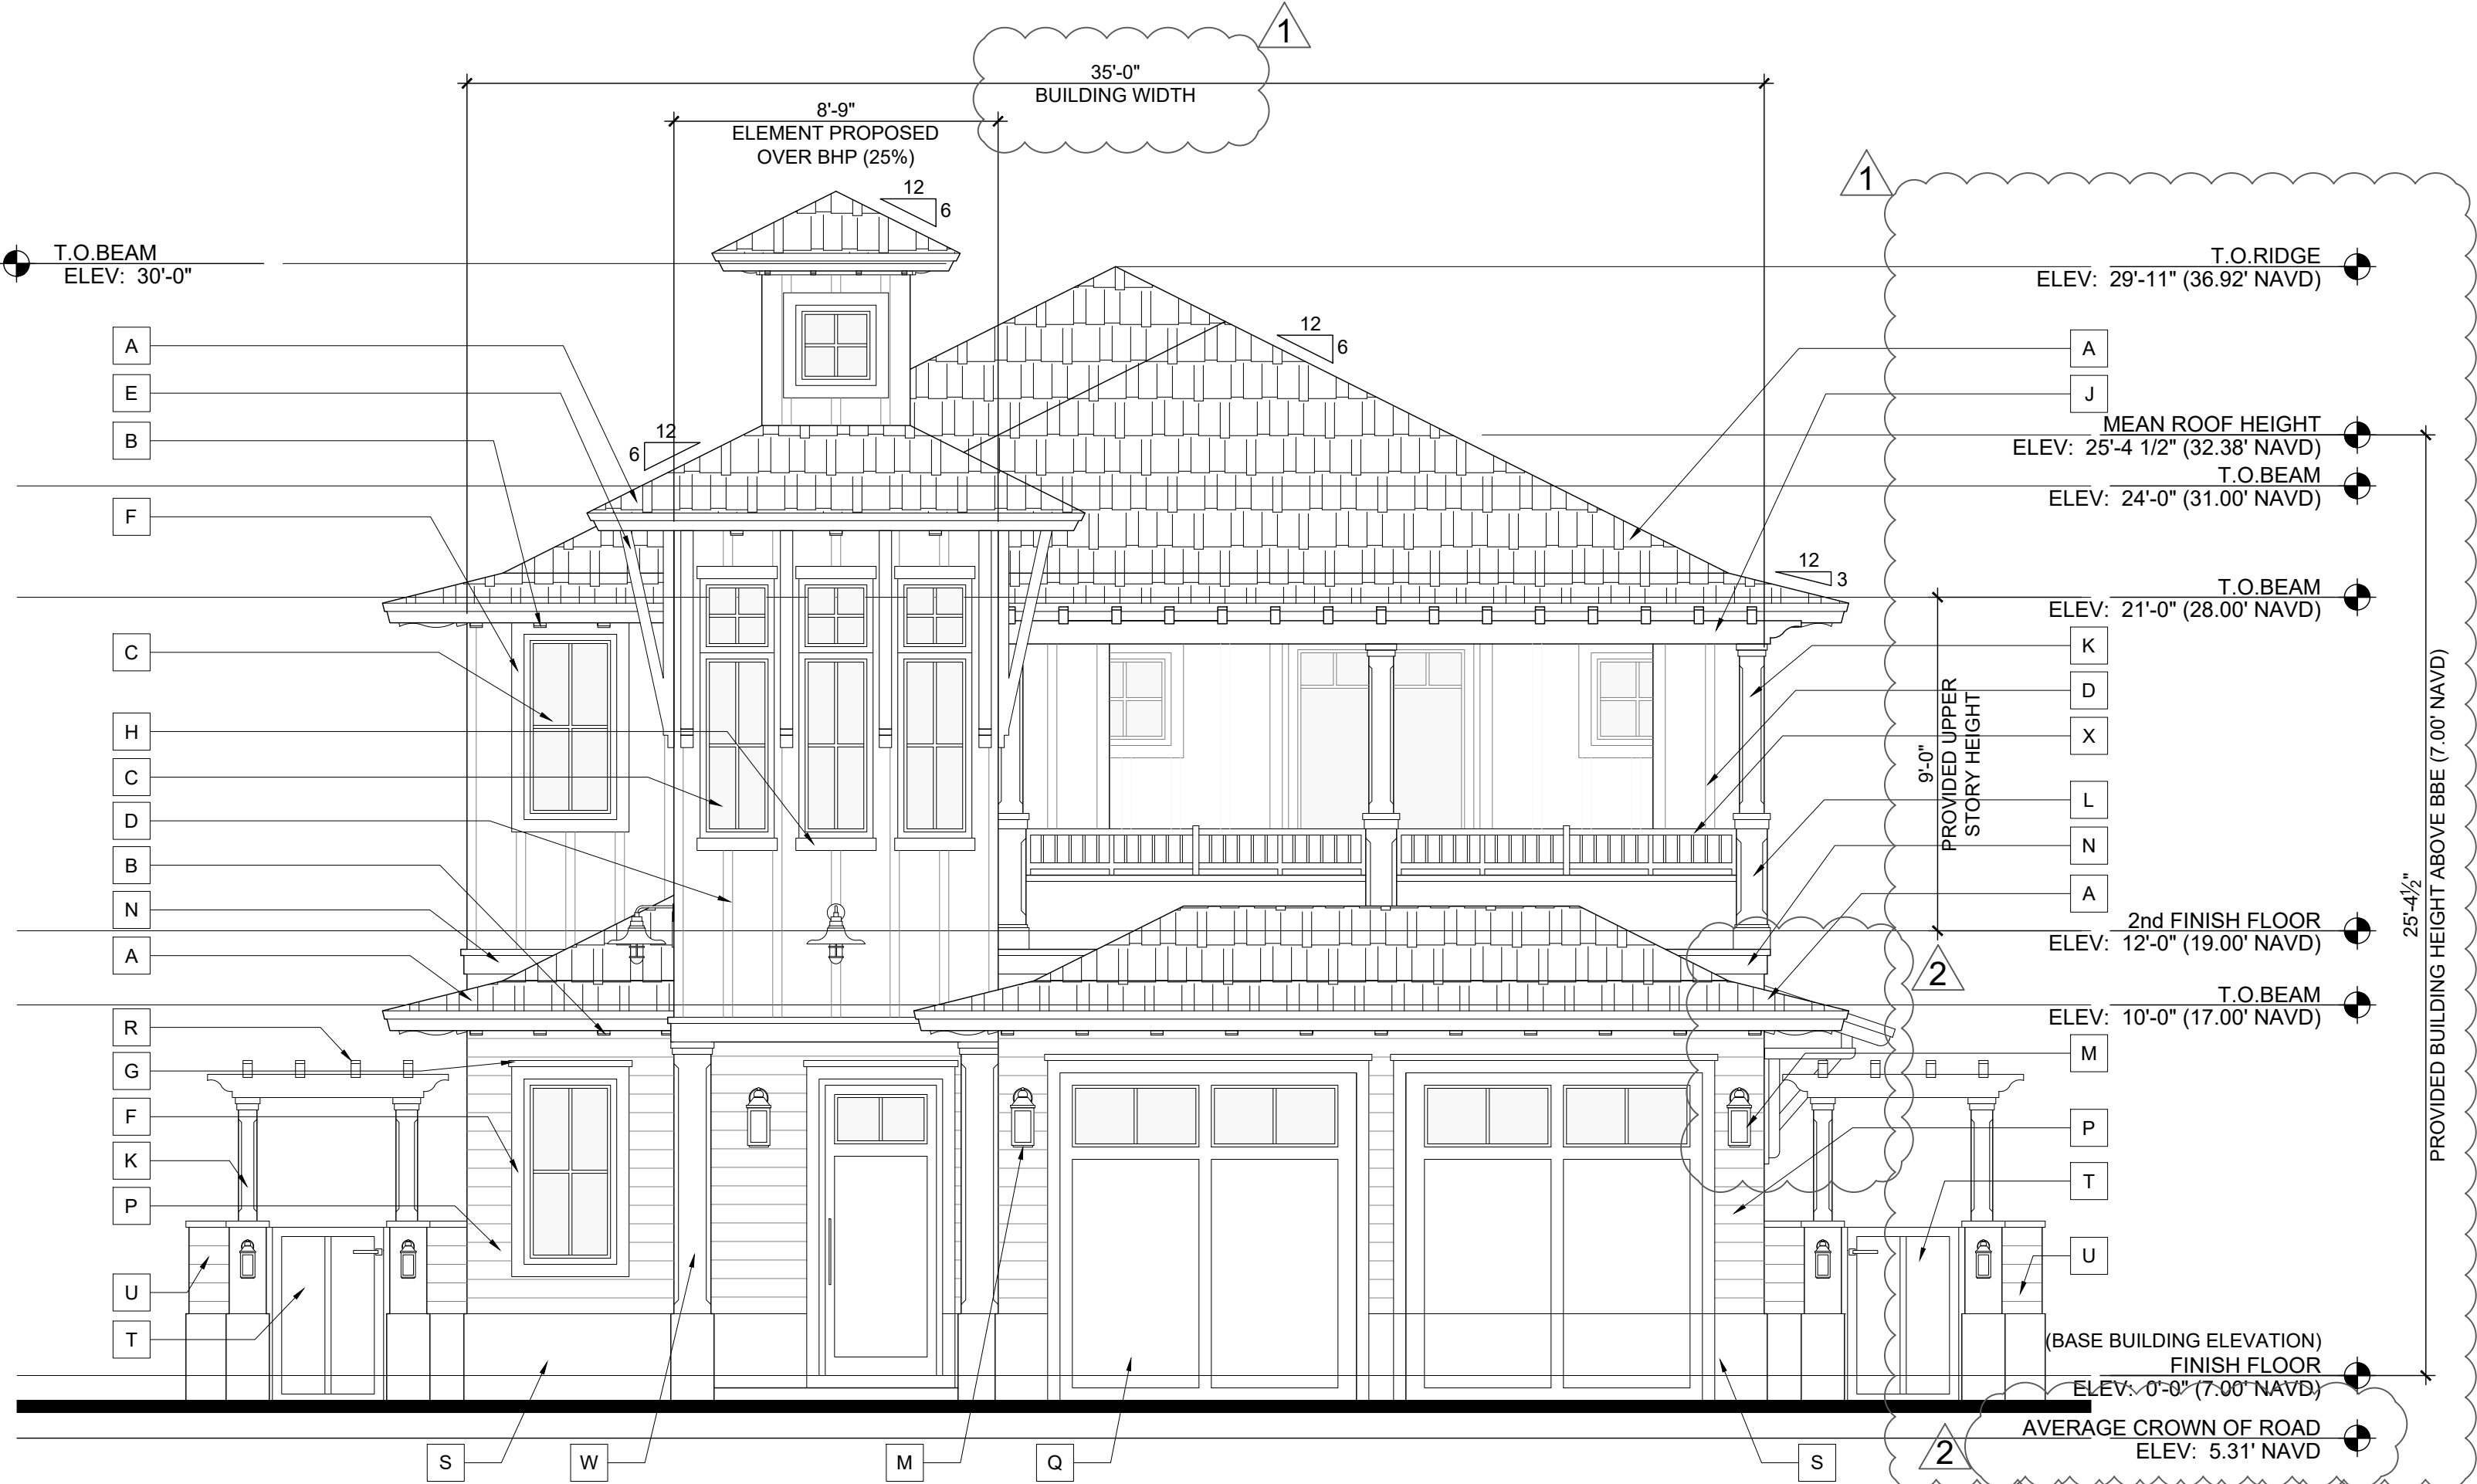 1
35'-0"
BUILDING WIDTH
8'-9"
ELEMENT PROPOSED
OVER BHP (25%)
12
6
1
T.O.BEAM
ELEV: 30'-0"
T.O.RIDGE
ELEV: 29'-11" (36.92' NAVD)
12
6
A
A
E
J
12
6
B
MEAN ROOF HEIGHT
ELEV: 25'-4 1/2" (32.38' NAVD)
T.O.BEAM
ELEV: 24'-0" (31.00' NAVD)
F
12
3
T.O.BEAM
ELEV: 21'-0" (28.00' NAVD)
C
K
D
H
X
9'-0"
PROVIDED UPPER
STORY HEIGHT
C
L
D
N
B
A
N
2nd FINISH FLOOR
ELEV: 12'-0" (19.00' NAVD)
25'-4½"
PROVIDED BUILDING HEIGHT ABOVE BBE (7.00' NAVD)
A
2
T.O.BEAM
ELEV: 10'-0" (17.00' NAVD)
R
M
G
F
P
K
T
P
U
U
T
(BASE BUILDING ELEVATION)
FINISH FLOOR
ELEV: 0'-0" (7.00' NAVD)
AVERAGE CROWN OF ROAD
ELEV: 5.31' NAVD
2
S
W
M
Q
S